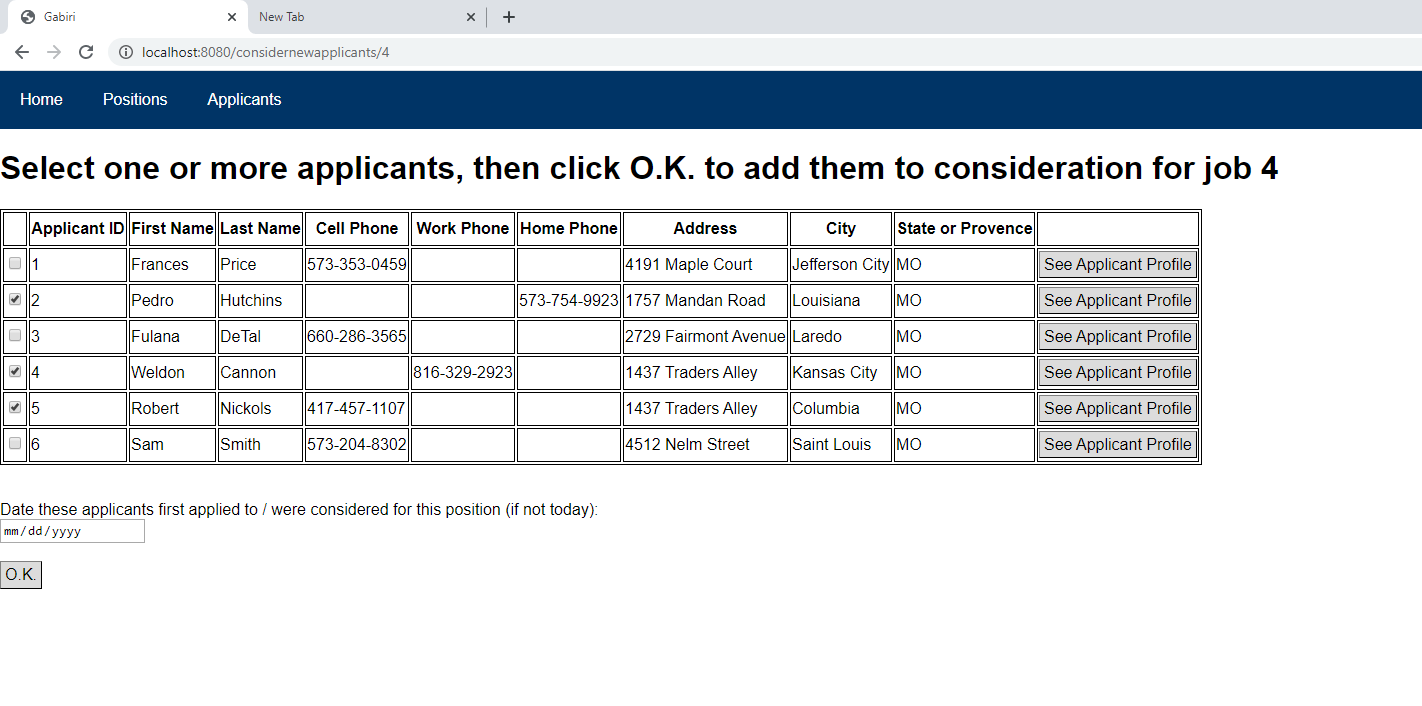 Gabiri New Tab
localhost:8080/considernewapplicants/4
Home Positions Applicants
Select one or more applicants, then click O.K. to add them to consideration for job 4
Applicant ID First Name Last Name Cell Phone Work Phone Home Phone Address City State or Provence
1 Frances Price 573-353-0459 4191 Maple Court Jefferson City MO See Applicant Profile
2 Pedro Hutchins 573-754-9923 1757 Mandan Road Louisiana MO See Applicant Profile
3 Fulana DeTal 660-286-3565 2729 Fairmont Avenue Laredo MO See Applicant Profile
4 Weldon Cannon 816-329-2923 1437 Traders Alley Kansas City MO See Applicant Profile
5 Robert Nickols 417-457-1107 1437 Traders Alley Columbia MO See Applicant Profile
6 Sam Smith 573-204-8302 4512 Nelm Street Saint Louis MO See Applicant Profile
Date these applicants first applied to / were considered for this position (if not today):
mm/dd/yyyy
O.K.